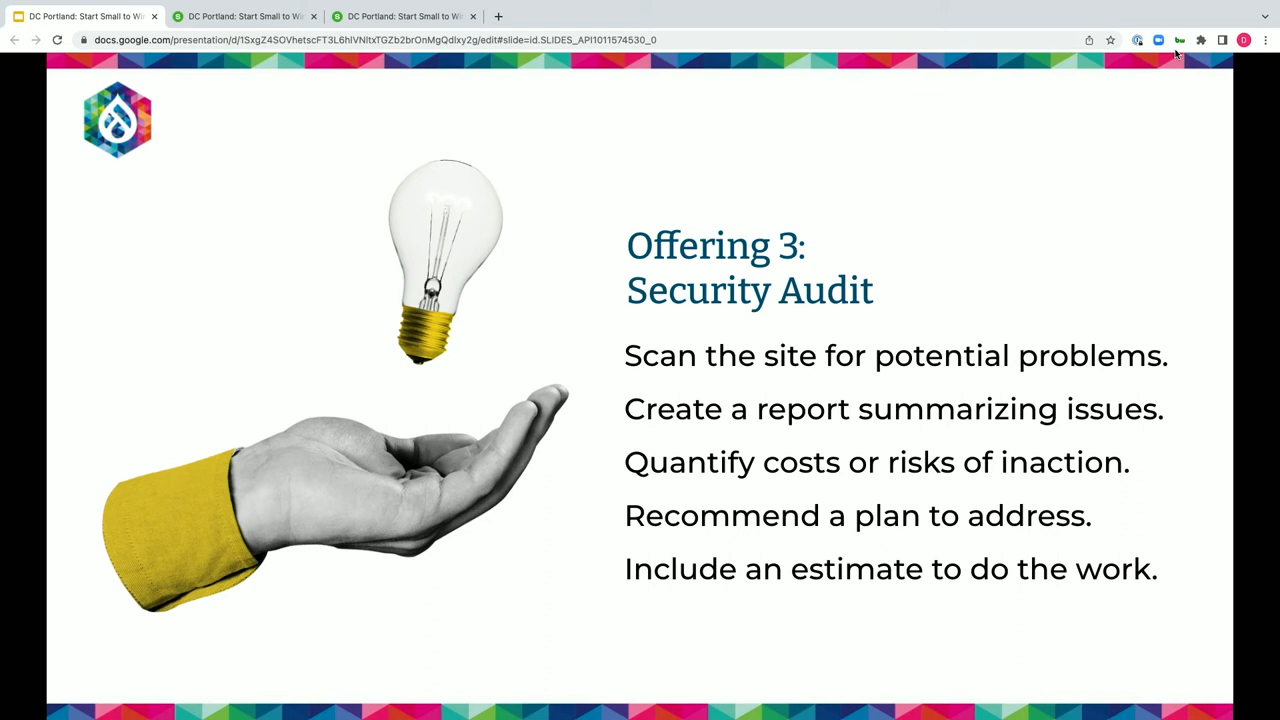 DC Portland: Start Small to Wi
DC Portland: Start Small to Wi
DC Portland: Start Small to Wi
docs.google.com/presentation/d/1SxgZ4SOVhetscFT3L6hlVNltxTGZb2brOnMgQdlxy2g/edit#slide=id.SLIDES_API1011574530_0
Offering 3:
Security Audit
Scan the site for potential problems.
Create a report summarizing issues.
Quantify costs or risks of inaction.
Recommend a plan to address.
Include an estimate to do the work.